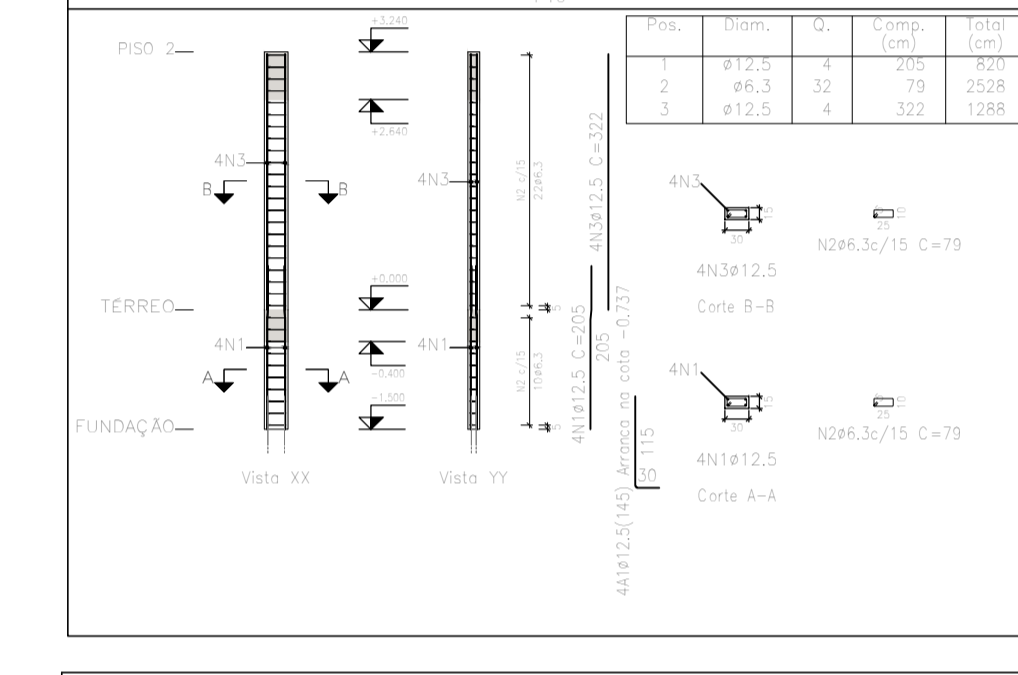 PISO 2
+3.240
+2.640
4N3
B
B
TÉRREO
+0.000
4N1
-0.400
A
A
-1.500
FUNDAÇÃO
Vista XX
4N3
4N1
Vista YY
N2 c/15
22ø6.3
5
N2 c/15
10ø6.3
5
4N3ø12.5 C=322
4N1ø12.5 C=205
205
4A1ø12.5(145) Arranca na cota -0.737
115
30
Pos. Diam. Q. Comp. (cm) Total (cm)
1 ø12.5 4 205 820
2 ø6.3 32 79 2528
3 ø12.5 4 322 1288
4N3
15
30
4N3ø12.5
Corte B-B
10
25
N2ø6.3c/15 C=79
4N1
15
30
4N1ø12.5
Corte A-A
10
25
N2ø6.3c/15 C=79